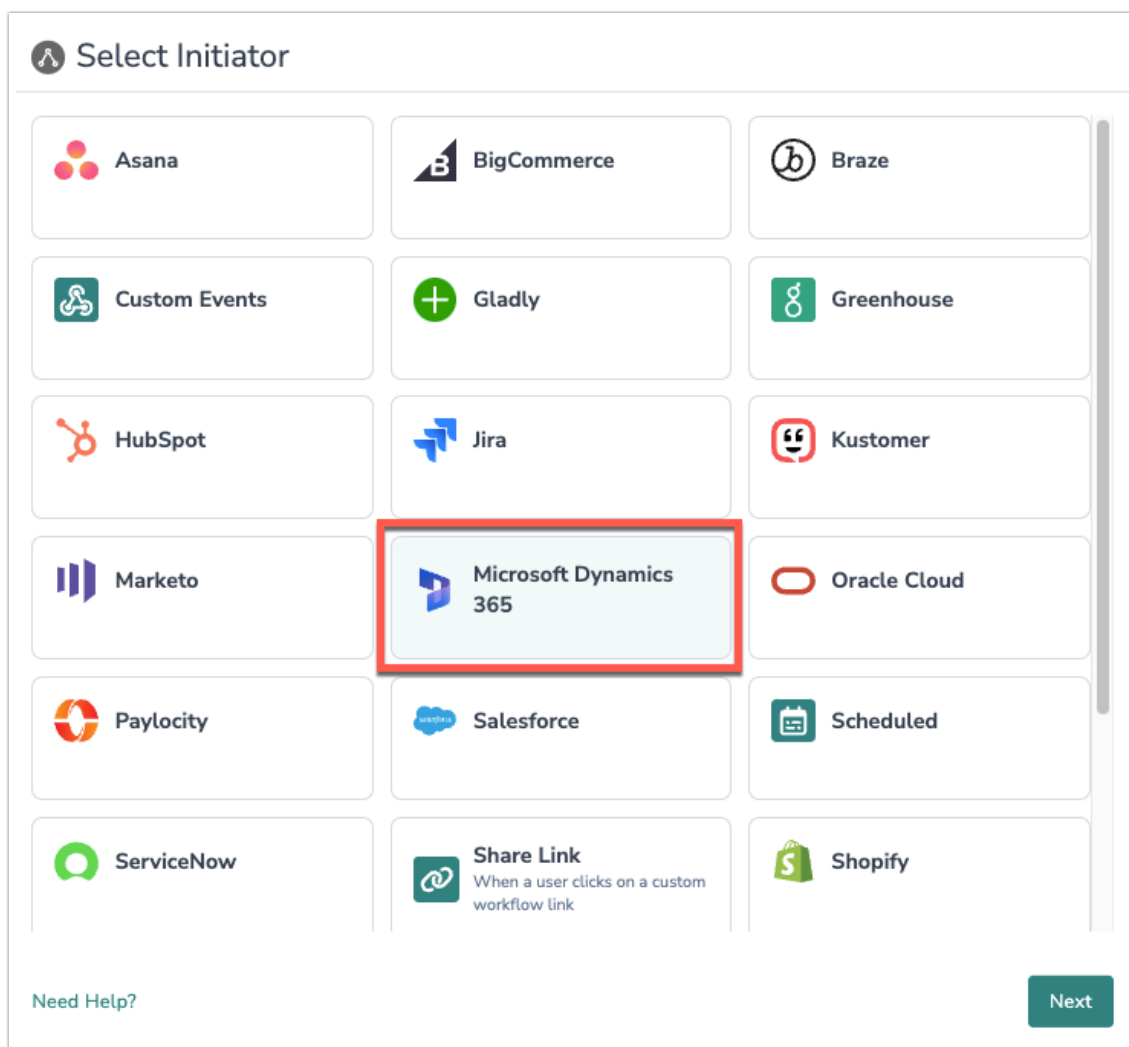 Select Initiator
Asana
BigCommerce
Braze
Custom Events
Gladly
Greenhouse
HubSpot
Jira
Kustomer
Marketo
Microsoft Dynamics
365
Oracle Cloud
Paylocity
salesforce
Salesforce
Scheduled
ServiceNow
Share Link
When a user clicks on a custom
workflow link
Shopify
Need Help?
Next